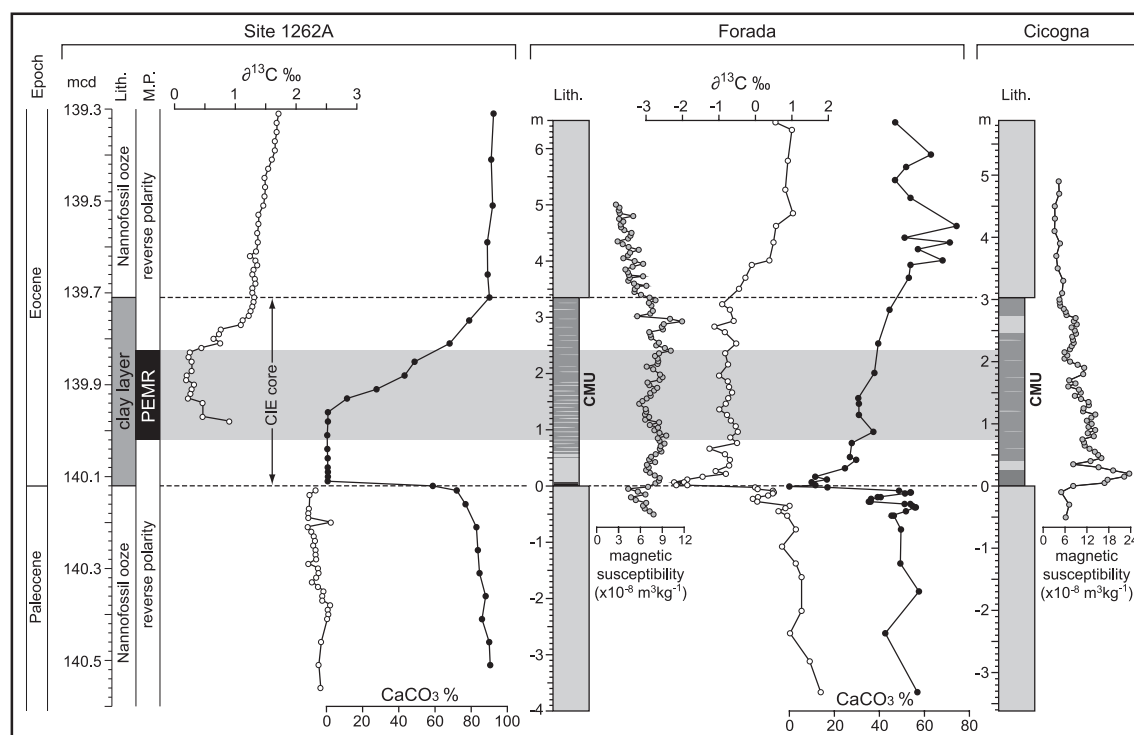 Site 1262A
Forada
Cicogna
Epoch
mcd
Lith.
M.P.
∂13C ‰
0 1 2 3
Lith.
∂13C ‰
-3 -2 -1 0 1 2
Lith.
139.3
139.5
139.7
139.9
140.1
140.3
140.5
Eocene
Paleocene
Nannofossil ooze
clay layer
Nannofossil ooze
reverse polarity
PEMR
reverse polarity
CIE core
CaCO3 %
0 20 40 60 80 100
m
6
5
4
3
2
1
0
-1
-2
-3
-4
CMU
0 3 6 9 12
magnetic
susceptibility
(x10-8 m3kg-1)
CaCO3 %
0 20 40 60 80
m
5
4
3
2
1
0
-1
-2
-3
CMU
0 6 12 18 24
magnetic
susceptibility
(x10-8 m3kg-1)